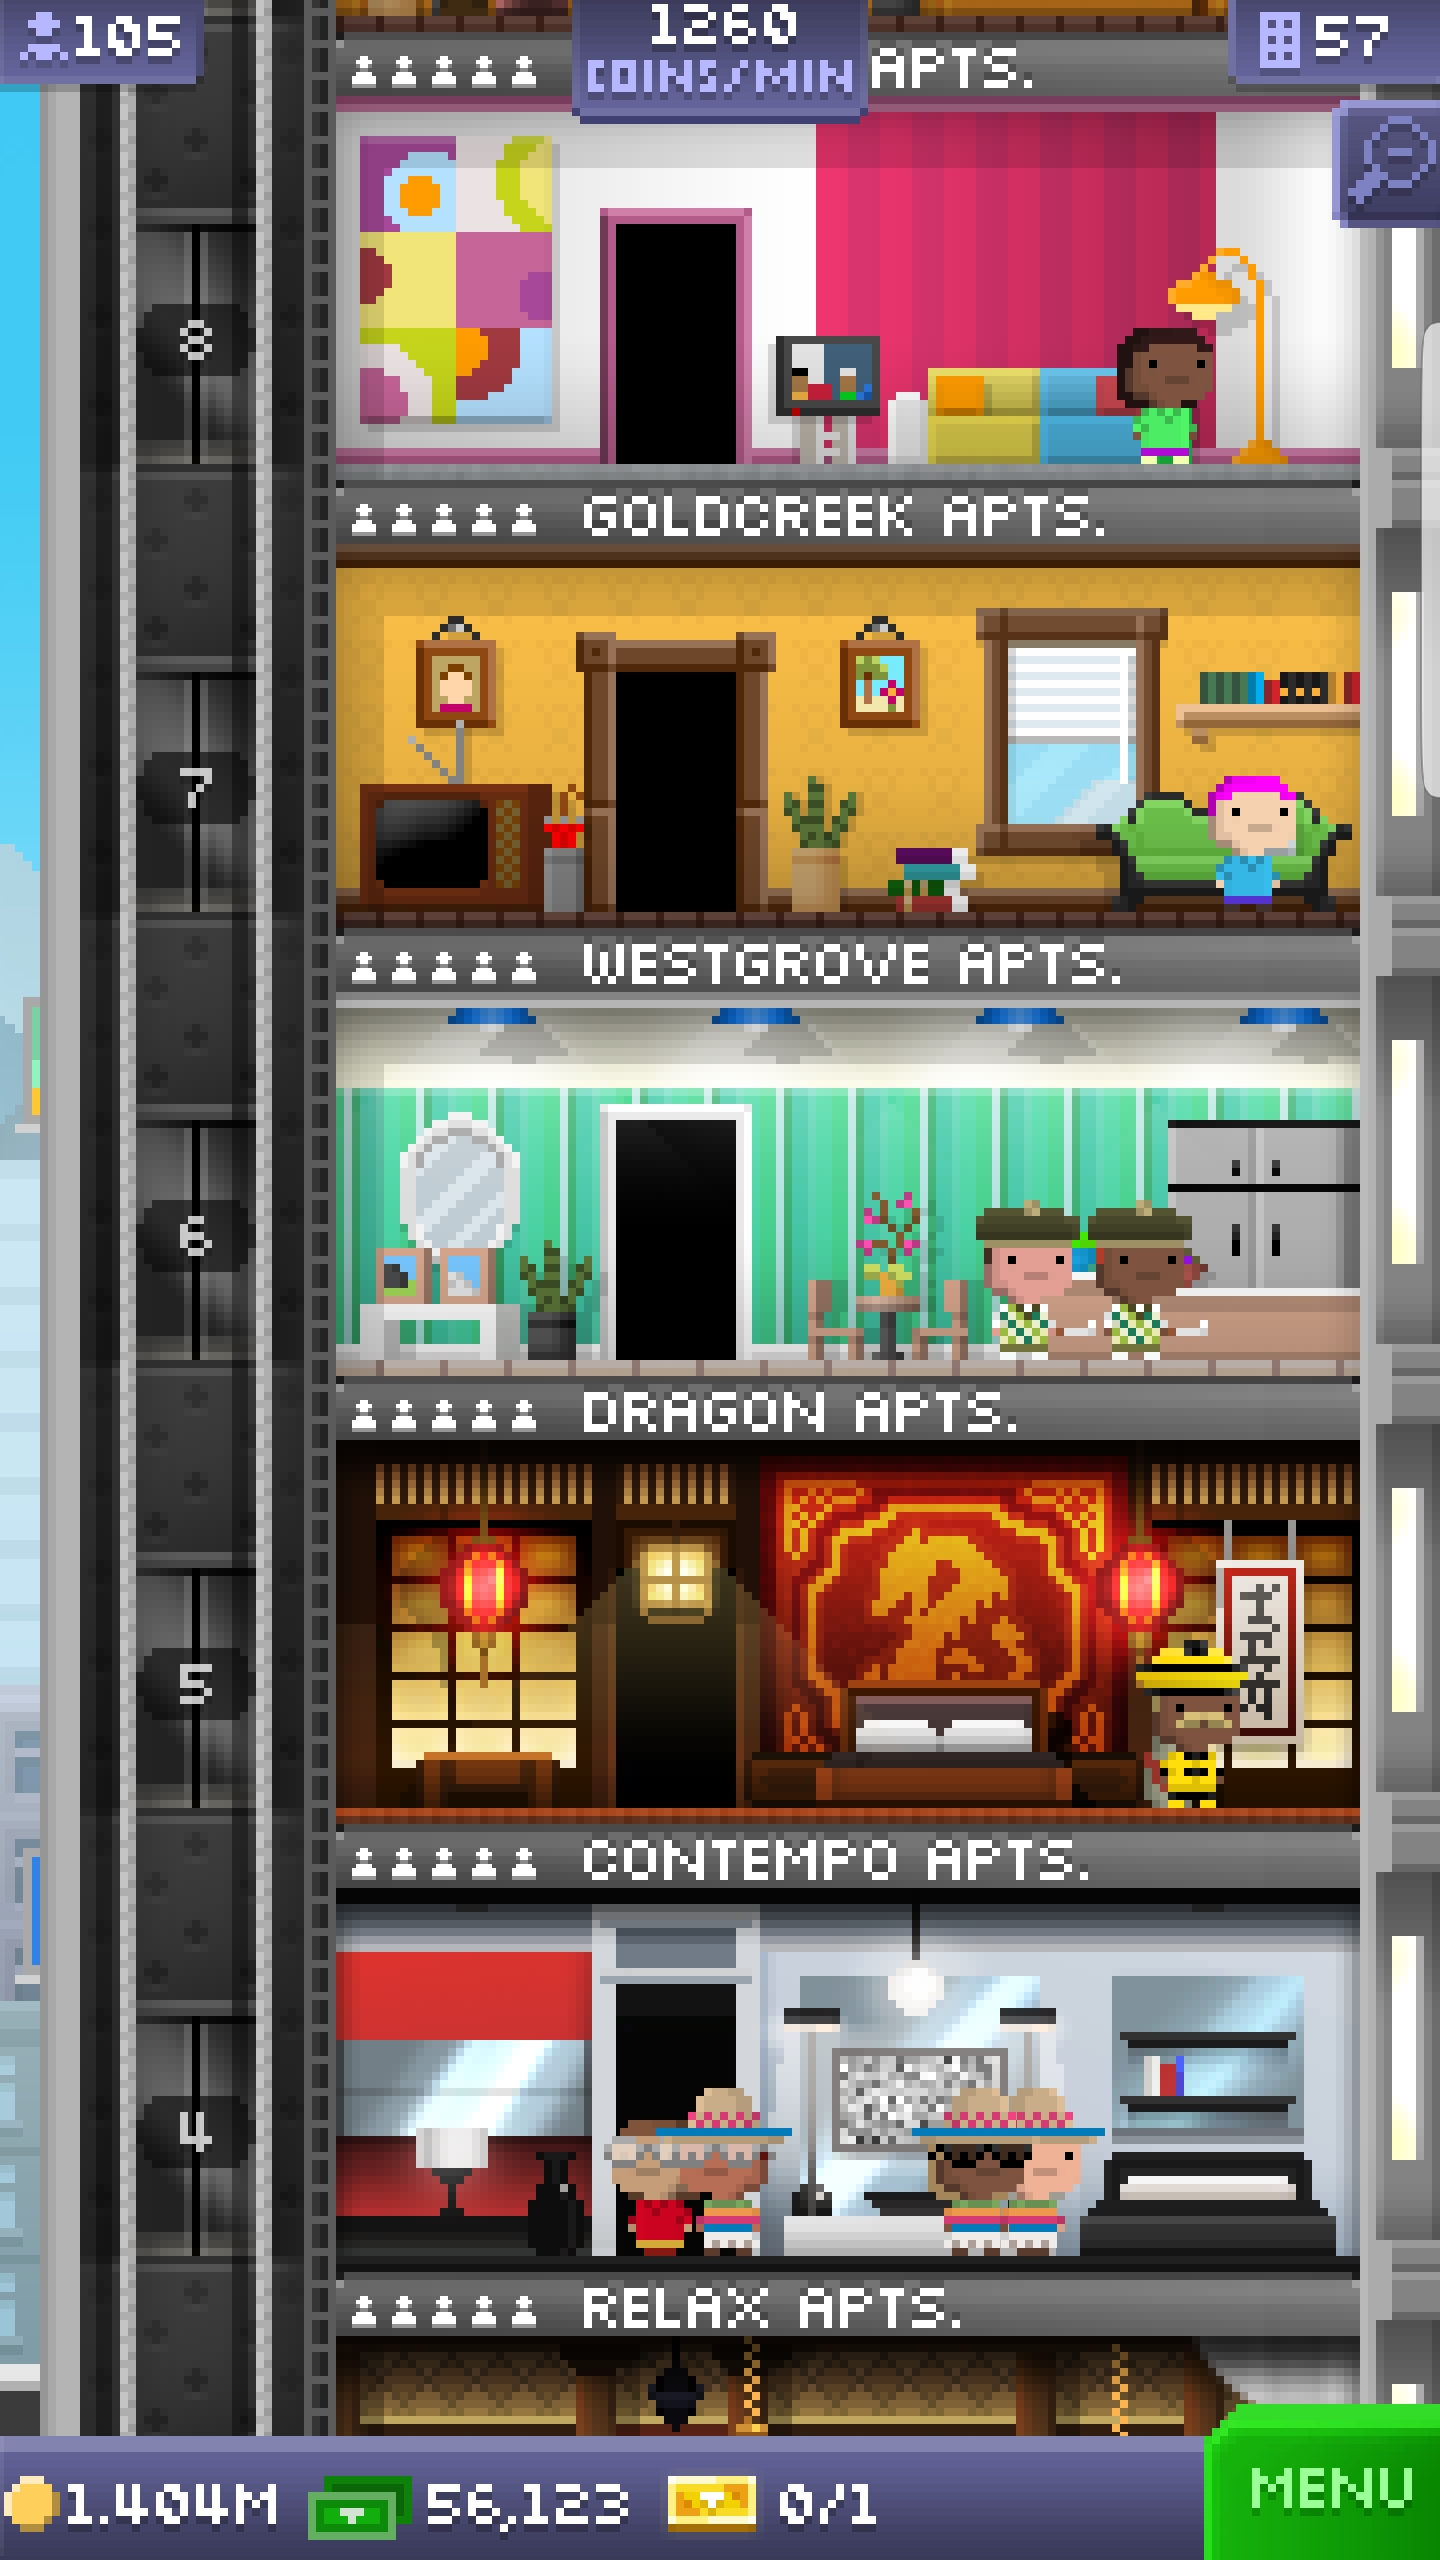 105
1260
COINS/MIN
57
APTS.
8
GOLDCREEK APTS.
7
WESTGROVE APTS.
6
DRAGON APTS.
5
CONTEMPO APTS.
4
RELAX APTS.
1.404M
56,123
0/1
MENU